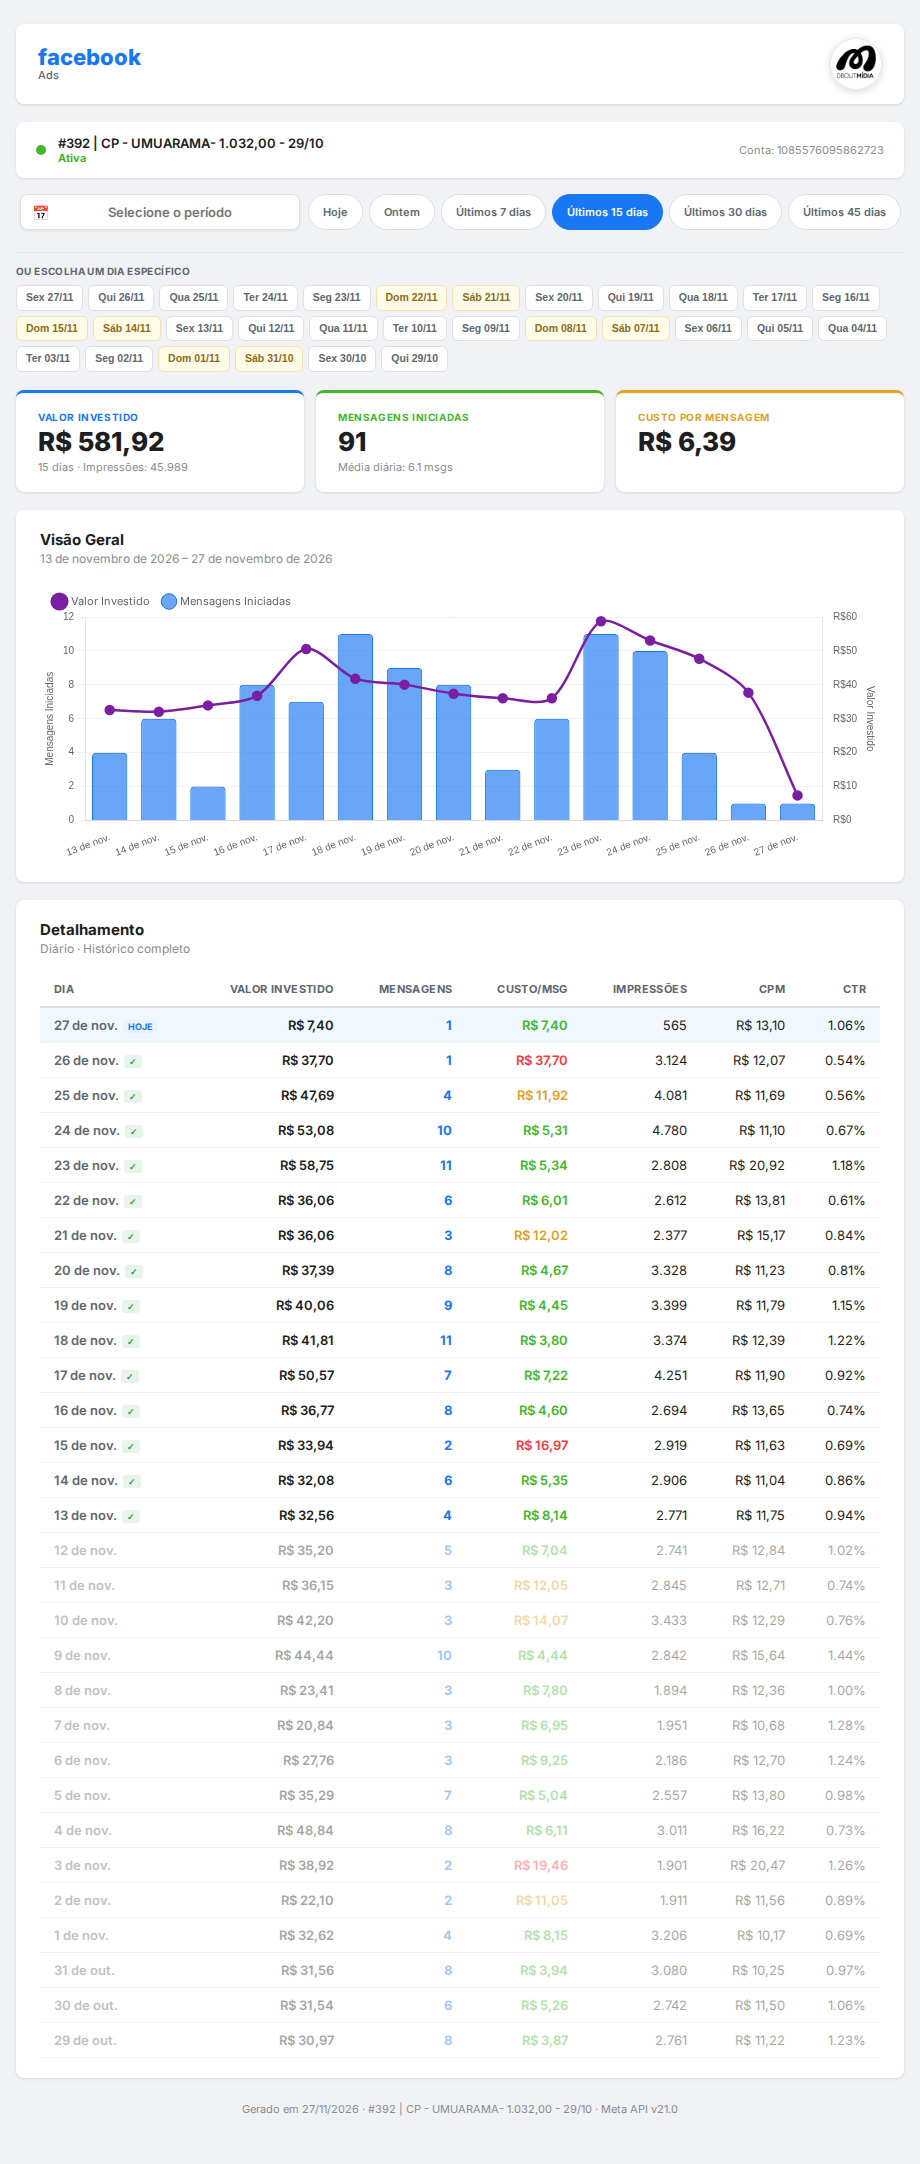 facebook
Ads
DBOUTMÍDIA
#392 | CP - UMUARAMA- 1.032,00 - 29/10
Ativa
Conta: 1085576095862723
Selecione o período
Hoje Ontem Últimos 7 dias Últimos 15 dias Últimos 30 dias Últimos 45 dias
OU ESCOLHA UM DIA ESPECÍFICO
Sex 27/11 Qui 26/11 Qua 25/11 Ter 24/11 Seg 23/11 Dom 22/11 Sáb 21/11 Sex 20/11 Qui 19/11 Qua 18/11 Ter 17/11 Seg 16/11
Dom 15/11 Sáb 14/11 Sex 13/11 Qui 12/11 Qua 11/11 Ter 10/11 Seg 09/11 Dom 08/11 Sáb 07/11 Sex 06/11 Qui 05/11 Qua 04/11
Ter 03/11 Seg 02/11 Dom 01/11 Sáb 31/10 Sex 30/10 Qui 29/10
VALOR INVESTIDO
R$ 581,92
15 dias · Impressões: 45.989
MENSAGENS INICIADAS
91
Média diária: 6.1 msgs
CUSTO POR MENSAGEM
R$ 6,39
Visão Geral
13 de novembro de 2026 – 27 de novembro de 2026
Valor Investido Mensagens Iniciadas
Mensagens Iniciadas
12
10
8
6
4
2
0
R$60
R$50
R$40
R$30
R$20
R$10
R$0
Valor Investido
13 de nov. 14 de nov. 15 de nov. 16 de nov. 17 de nov. 18 de nov. 19 de nov. 20 de nov. 21 de nov. 22 de nov. 23 de nov. 24 de nov. 25 de nov. 26 de nov. 27 de nov.
Detalhamento
Diário · Histórico completo
DIA VALOR INVESTIDO MENSAGENS CUSTO/MSG IMPRESSÕES CPM CTR
27 de nov. HOJE R$ 7,40 1 R$ 7,40 565 R$ 13,10 1.06%
26 de nov. ✓ R$ 37,70 1 R$ 37,70 3.124 R$ 12,07 0.54%
25 de nov. ✓ R$ 47,69 4 R$ 11,92 4.081 R$ 11,69 0.56%
24 de nov. ✓ R$ 53,08 10 R$ 5,31 4.780 R$ 11,10 0.67%
23 de nov. ✓ R$ 58,75 11 R$ 5,34 2.808 R$ 20,92 1.18%
22 de nov. ✓ R$ 36,06 6 R$ 6,01 2.612 R$ 13,81 0.61%
21 de nov. ✓ R$ 36,06 3 R$ 12,02 2.377 R$ 15,17 0.84%
20 de nov. ✓ R$ 37,39 8 R$ 4,67 3.328 R$ 11,23 0.81%
19 de nov. ✓ R$ 40,06 9 R$ 4,45 3.399 R$ 11,79 1.15%
18 de nov. ✓ R$ 41,81 11 R$ 3,80 3.374 R$ 12,39 1.22%
17 de nov. ✓ R$ 50,57 7 R$ 7,22 4.251 R$ 11,90 0.92%
16 de nov. ✓ R$ 36,77 8 R$ 4,60 2.694 R$ 13,65 0.74%
15 de nov. ✓ R$ 33,94 2 R$ 16,97 2.919 R$ 11,63 0.69%
14 de nov. ✓ R$ 32,08 6 R$ 5,35 2.906 R$ 11,04 0.86%
13 de nov. ✓ R$ 32,56 4 R$ 8,14 2.771 R$ 11,75 0.94%
12 de nov. R$ 35,20 5 R$ 7,04 2.741 R$ 12,84 1.02%
11 de nov. R$ 36,15 3 R$ 12,05 2.845 R$ 12,71 0.74%
10 de nov. R$ 42,20 3 R$ 14,07 3.433 R$ 12,29 0.76%
9 de nov. R$ 44,44 10 R$ 4,44 2.842 R$ 15,64 1.44%
8 de nov. R$ 23,41 3 R$ 7,80 1.894 R$ 12,36 1.00%
7 de nov. R$ 20,84 3 R$ 6,95 1.951 R$ 10,68 1.28%
6 de nov. R$ 27,76 3 R$ 9,25 2.186 R$ 12,70 1.24%
5 de nov. R$ 35,29 7 R$ 5,04 2.557 R$ 13,80 0.98%
4 de nov. R$ 48,84 8 R$ 6,11 3.011 R$ 16,22 0.73%
3 de nov. R$ 38,92 2 R$ 19,46 1.901 R$ 20,47 1.26%
2 de nov. R$ 22,10 2 R$ 11,05 1.911 R$ 11,56 0.89%
1 de nov. R$ 32,62 4 R$ 8,15 3.206 R$ 10,17 0.69%
31 de out. R$ 31,56 8 R$ 3,94 3.080 R$ 10,25 0.97%
30 de out. R$ 31,54 6 R$ 5,26 2.742 R$ 11,50 1.06%
29 de out. R$ 30,97 8 R$ 3,87 2.761 R$ 11,22 1.23%
Gerado em 27/11/2026 · #392 | CP - UMUARAMA- 1.032,00 - 29/10 · Meta API v21.0